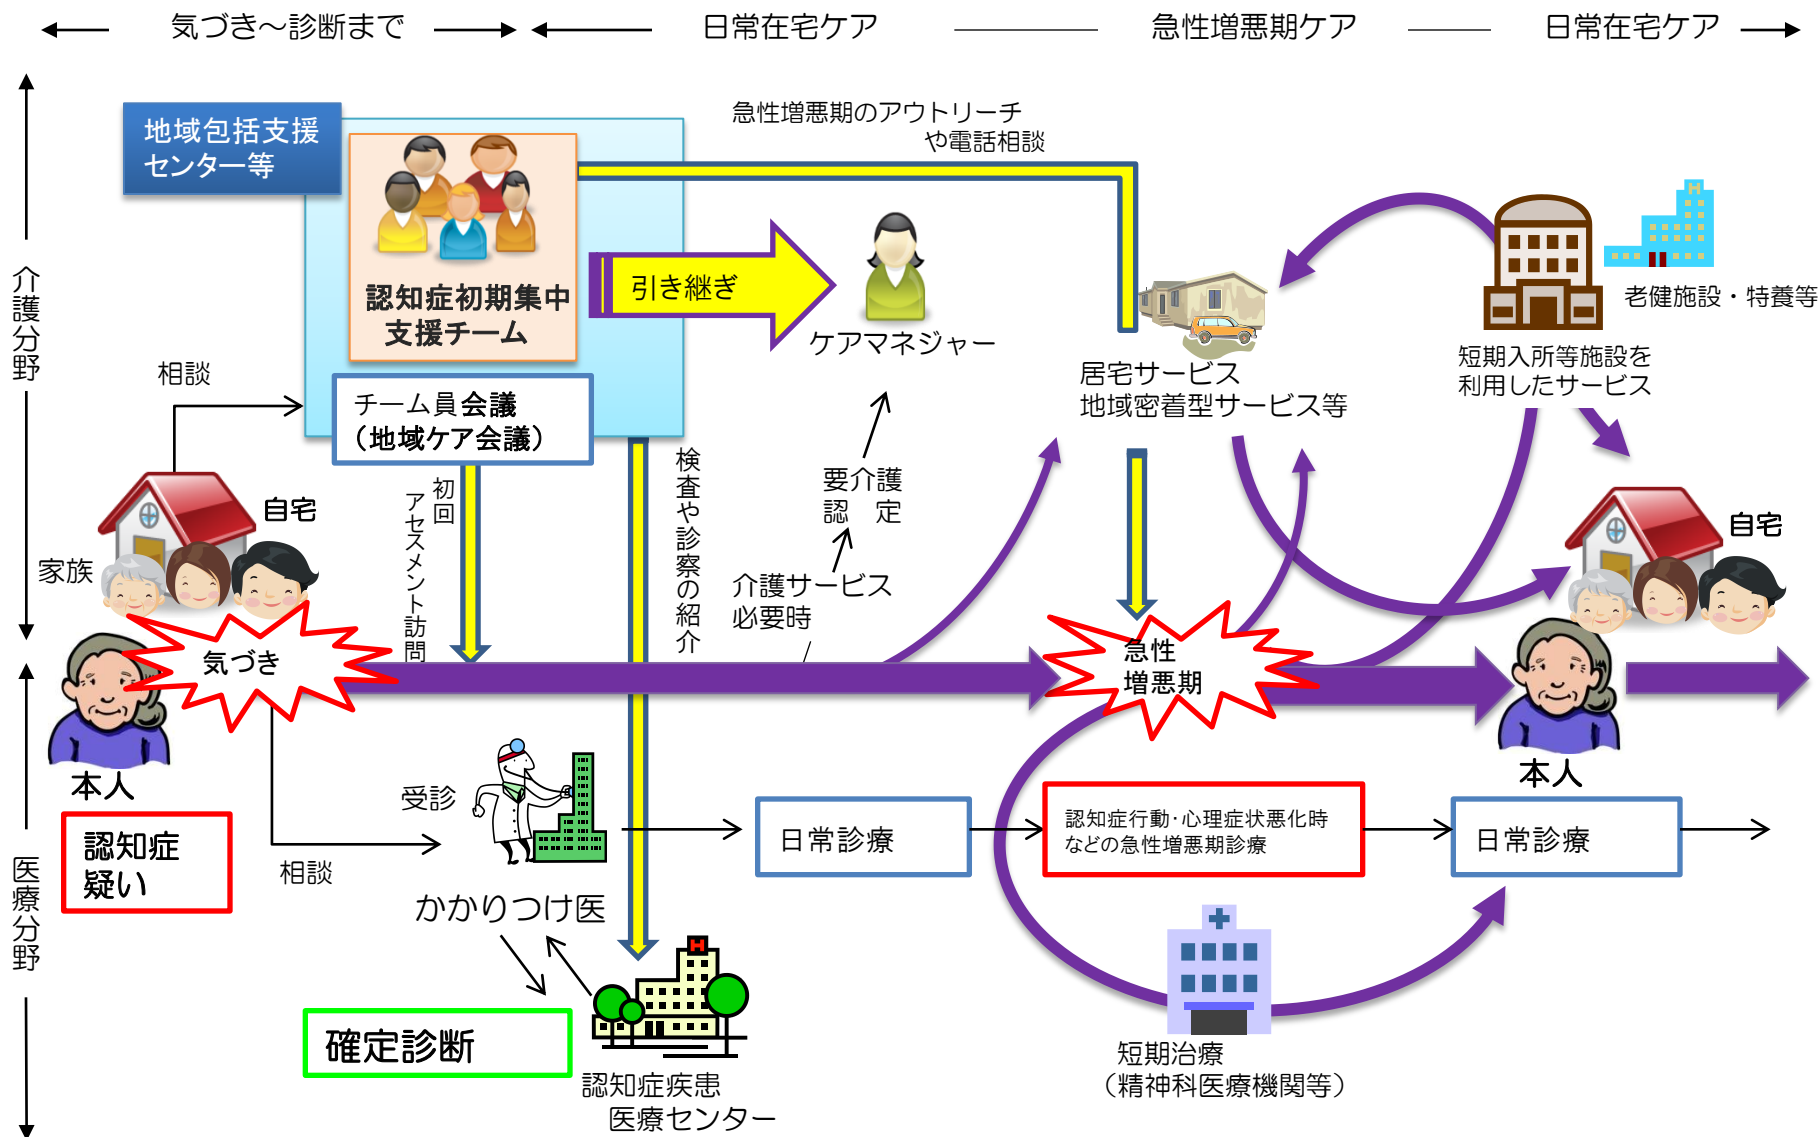 気づき～診断まで
日常在宅ケア
急性増悪期ケア
日常在宅ケア
介護分野
医療分野
地域包括支援
センター等
認知症初期集中
支援チーム
チーム員会議
（地域ケア会議）
急性増悪期のアウトリーチ
や電話相談
引き継ぎ
ケアマネジャー
居宅サービス
地域密着型サービス等
老健施設・特養等
短期入所等施設を
利用したサービス
相談
自宅
家族
初回
アセスメント訪問
検査や診察の紹介
要介護
認　定
介護サービス
必要時
自宅
気づき
急性
増悪期
本人
本人
認知症
疑い
相談
受診
かかりつけ医
日常診療
認知症行動・心理症状悪化時
などの急性増悪期診療
日常診療
確定診断
H
認知症疾患
医療センター
短期治療
（精神科医療機関等）
H